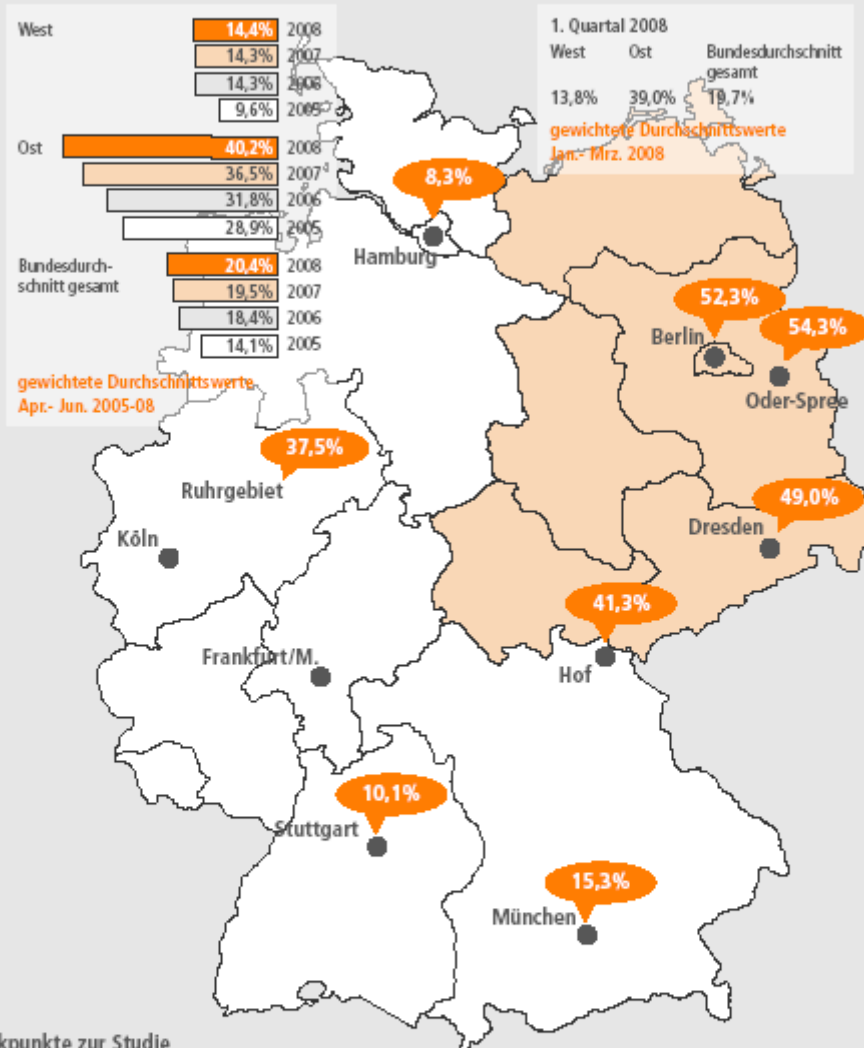 West
14,4% 2008
14,3% 2007
14,3% 2006
9,6% 2005
Ost
40,2% 2008
36,5% 2007
31,8% 2006
28,9% 2005
Bundesdurch-
schnitt gesamt
20,4% 2008
19,5% 2007
18,4% 2006
14,1% 2005
gewichtete Durchschnittswerte
Apr.- Jun. 2005-08
1. Quartal 2008
West Ost Bundesdurchschnitt
gesamt
13,8% 39,0% 19,7%
gewichtete Durchschnittswerte
Jan.- Mrz. 2008
8,3%
Hamburg
52,3%
Berlin
54,3%
Oder-Spree
37,5%
Ruhrgebiet
49,0%
Dresden
Köln
41,3%
Hof
Frankfurt/M.
10,1%
Stuttgart
15,3%
München
kpunkte zur Studie